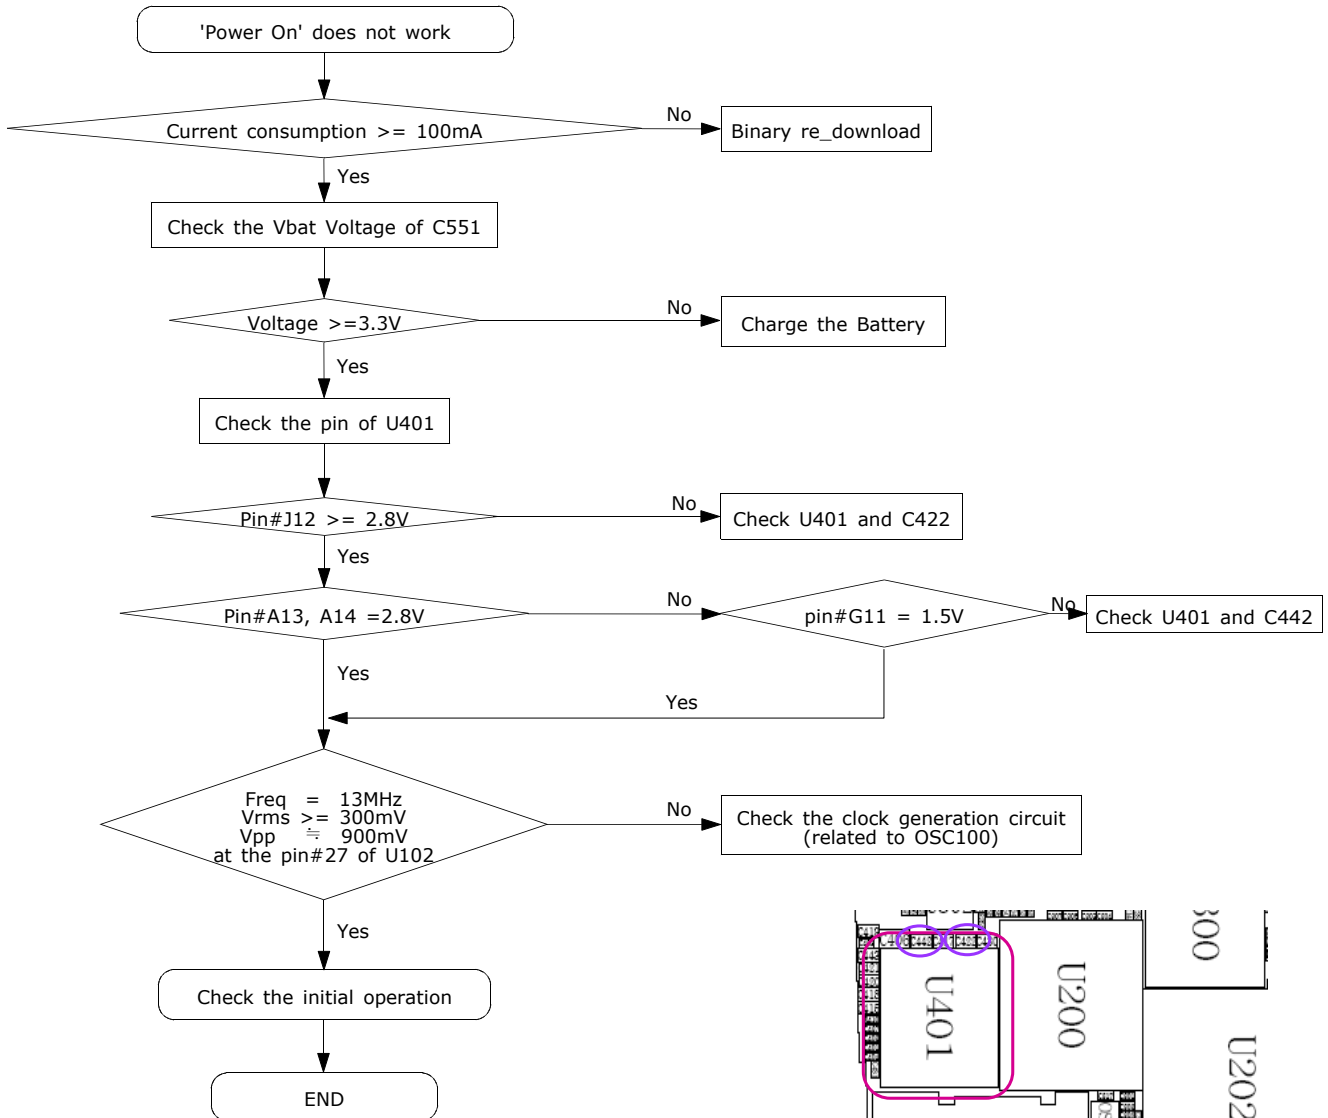 'Power On' does not work
Current consumption >= 100mA
No
Binary re_download
Yes
Check the Vbat Voltage of C551
Voltage >=3.3V
No
Charge the Battery
Yes
Check the pin of U401
Pin#J12 >= 2.8V
No
Check U401 and C422
Yes
Pin#A13, A14 =2.8V
No
pin#G11 = 1.5V
No
Check U401 and C442
Yes
Yes
Freq = 13MHz
Vrms >= 300mV
Vpp ≒ 900mV
at the pin#27 of U102
No
Check the clock generation circuit
(related to OSC100)
Yes
Check the initial operation
END
U401
U200
U202